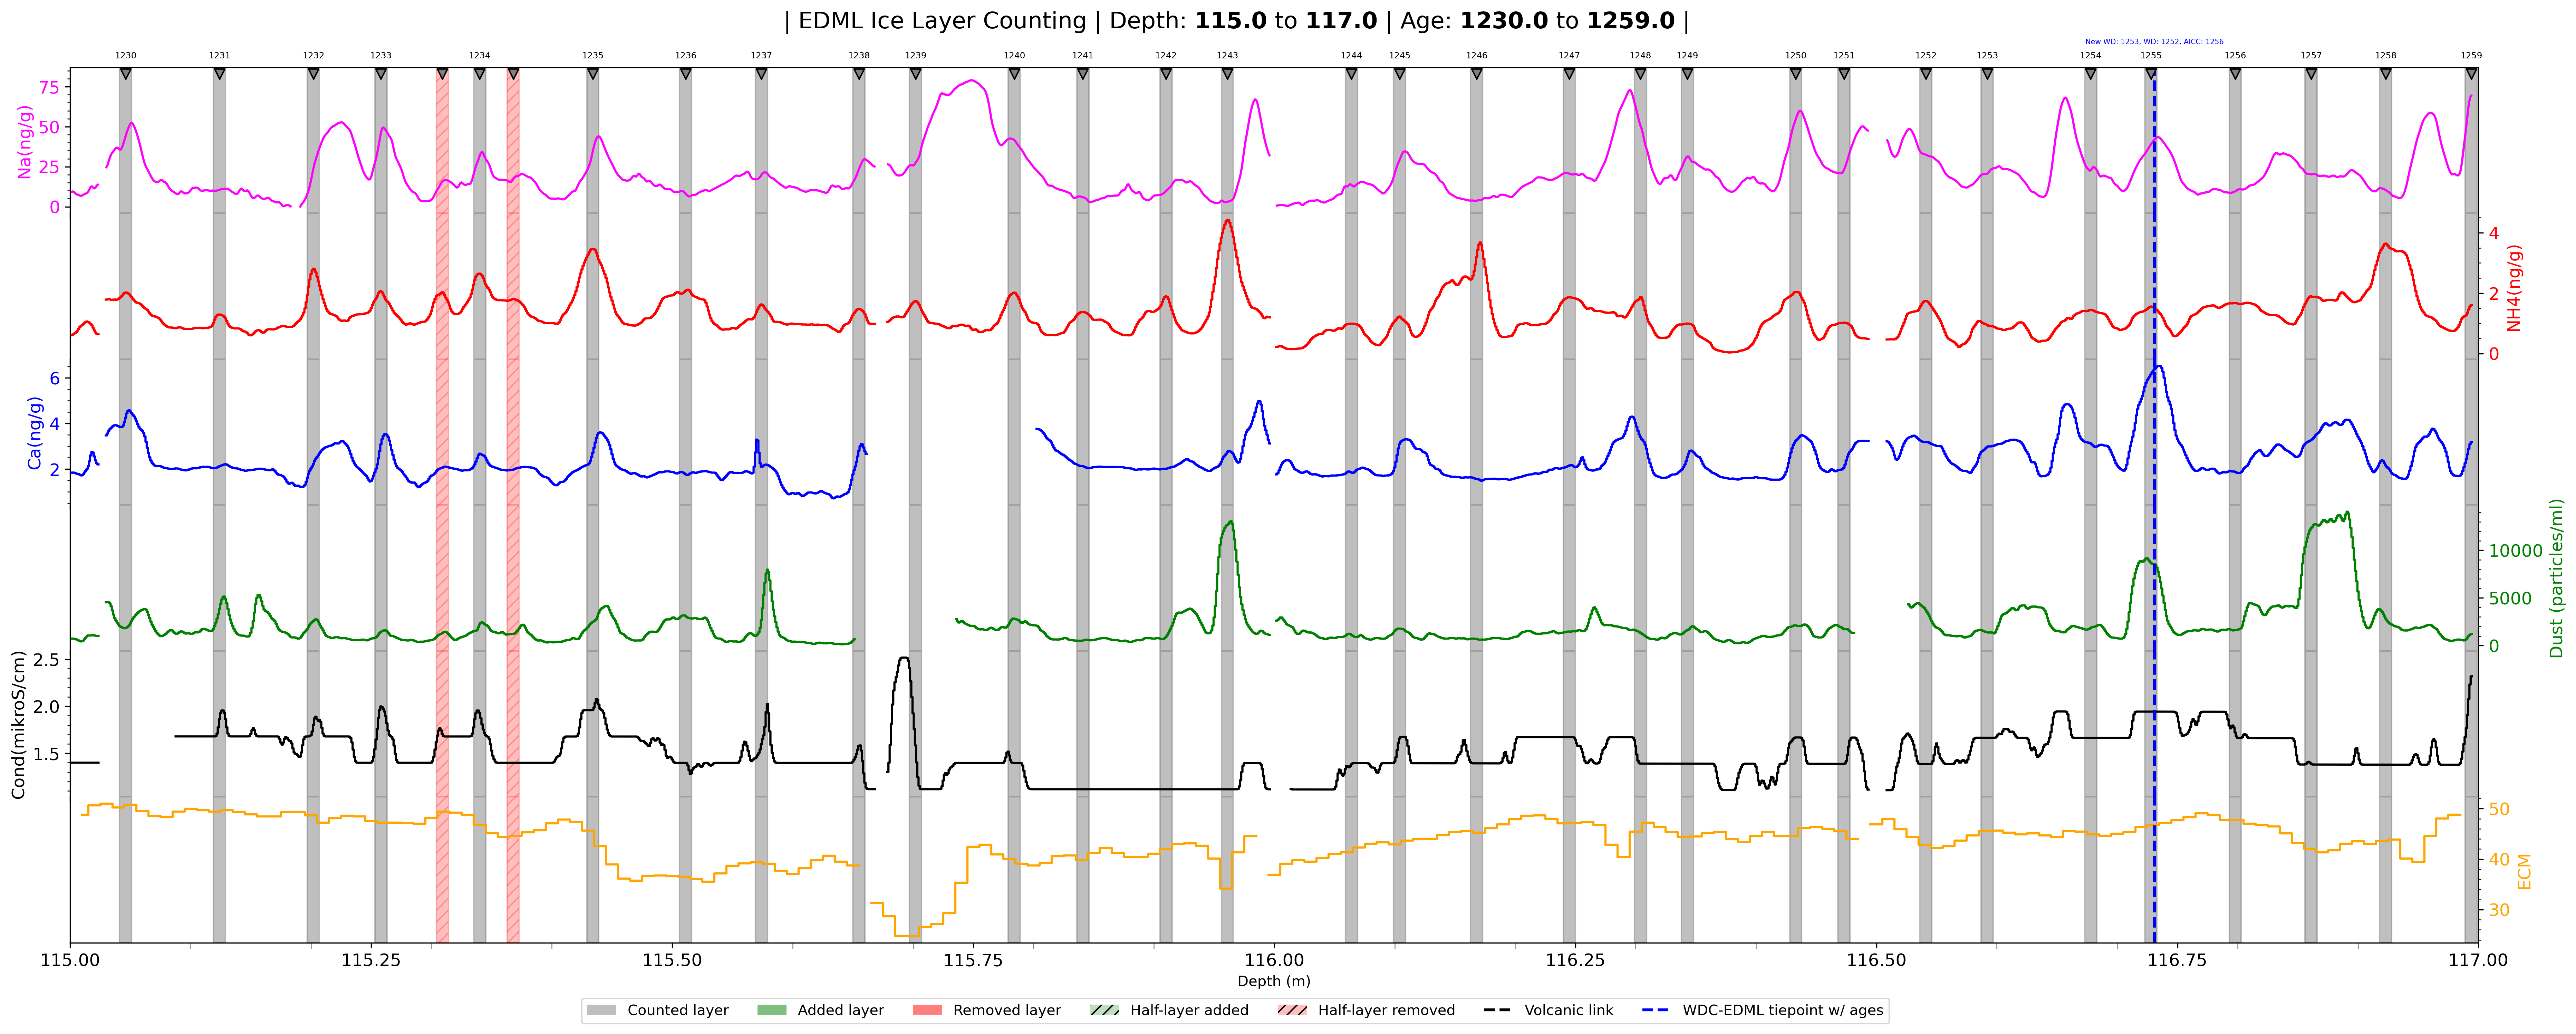 | EDML Ice Layer Counting | Depth: 115.0 to 117.0 | Age: 1230.0 to 1259.0 |
New WD: 1253, WD: 1252, AICC: 1256
1230 1231 1232 1233 1234 1235 1236 1237 1238 1239 1240 1241 1242 1243 1244 1245 1246 1247 1248 1249 1250 1251 1252 1253 1254 1255 1256 1257 1258 1259
Na(ng/g)
75
50
25
0
NH4(ng/g)
4
2
0
Ca(ng/g)
6
4
2
Dust (particles/ml)
10000
5000
0
Cond(mikroS/cm)
2.5
2.0
1.5
ECM
50
40
30
115.00 115.25 115.50 115.75 116.00 116.25 116.50 116.75 117.00
Depth (m)
Counted layer Added layer Removed layer Half-layer added Half-layer removed Volcanic link WDC-EDML tiepoint w/ ages